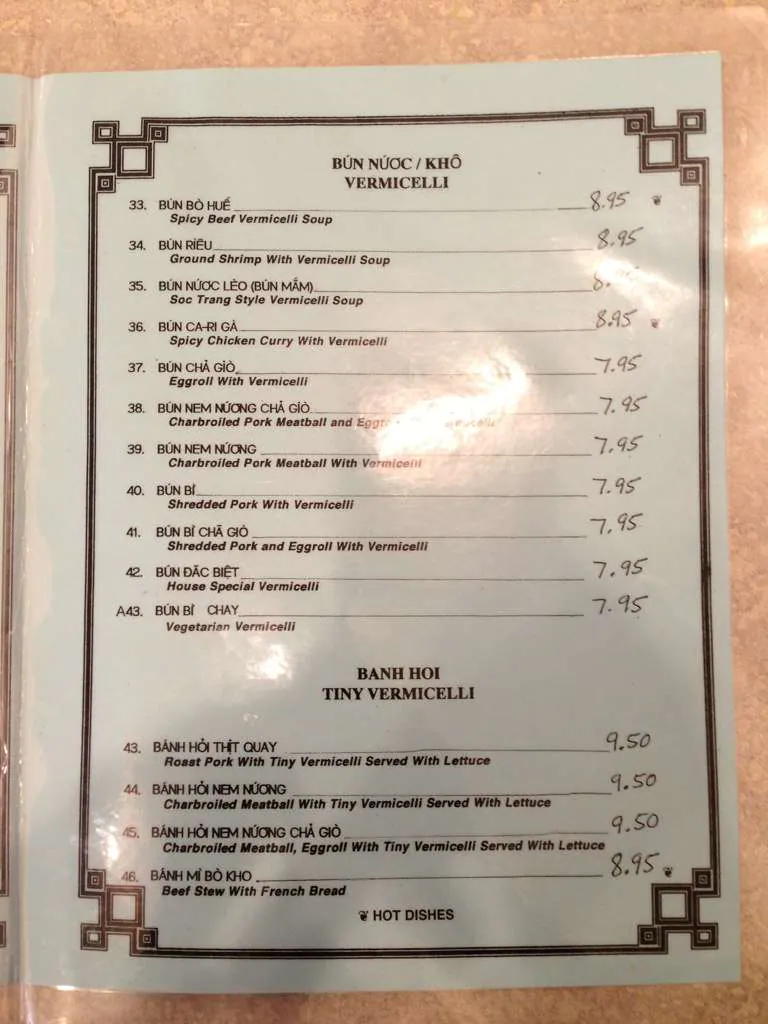 BÚN NƯỚC / KHÔ
VERMICELLI
33. BÚN BÒ HUẾ 8.95
Spicy Beef Vermicelli Soup
34. BÚN RIÊU 8.95
Ground Shrimp With Vermicelli Soup
35. BÚN NƯỚC LÈO (BÚN MẮM)
Soc Trang Style Vermicelli Soup
36. BÚN CA-RI GÀ 8.95
Spicy Chicken Curry With Vermicelli
37. BÚN CHẢ GIÒ 7.95
Eggroll With Vermicelli
38. BÚN NEM NƯỚNG CHẢ GIÒ 7.95
Charbroiled Pork Meatball and
39. BÚN NEM NƯỚNG 7.95
Charbroiled Pork Meatball With Vermicelli
40. BÚN BÌ 7.95
Shredded Pork With Vermicelli
41. BÚN BÌ CHẢ GIÒ 7.95
Shredded Pork and Eggroll With Vermicelli
42. BÚN ĐĂC BIỆT 7.95
House Special Vermicelli
A43. BÚN BÌ CHAY 7.95
Vegetarian Vermicelli
BANH HOI
TINY VERMICELLI
43. BÁNH HỎI THỊT QUAY 9.50
Roast Pork With Tiny Vermicelli Served With Lettuce
44. BÁNH HỎI NEM NƯỚNG 9.50
Charbroiled Meatball With Tiny Vermicelli Served With Lettuce
45. BÁNH HỎI NEM NƯỚNG CHẢ GIÒ 9.50
Charbroiled Meatball, Eggroll With Tiny Vermicelli Served With Lettuce
46. BÁNH MÌ BÒ KHO 8.95
Beef Stew With French Bread
HOT DISHES